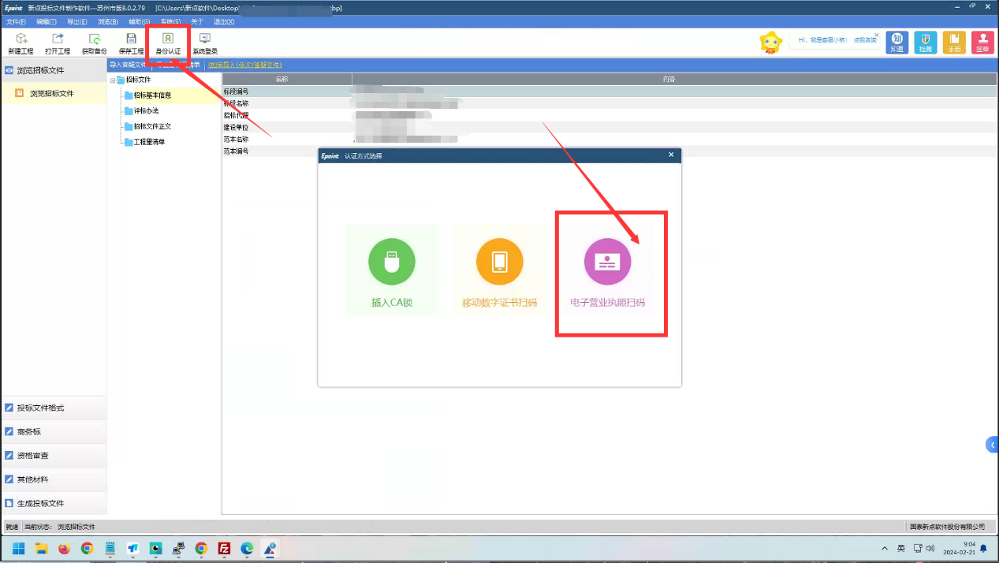 Epoint 新点投标文件制作软件—苏州市版8.0.2.79 [C:\Users\新点软件\Desktop\ bp]
文件(F) 编辑(T) 导出(E) 浏览(B) 辅助(G) 系统(S) 关于 退出(X)
新建工程 打开工程 获取备份 保存工程 身份认证 系统登录
Hi，我是客服小妍！ 点我咨询
知道 检测 手册 签章
浏览招标文件
浏览招标文件
导入答疑文件 清单 (如何导入(多次)答疑文件)
招标文件
招标基本信息
评标办法
招标文件正文
工程量清单
名称 内容
标段编号
标段名称
招标代理
建设单位
范本名称
范本编号
Epoint 认证方式选择
插入CA锁 移动数字证书扫码 电子营业执照扫码
投标文件格式
商务标
资格审查
其他材料
生成投标文件
就绪 当前状态: 浏览招标文件 国泰新点软件股份有限公司
英 9:04
2024-02-21